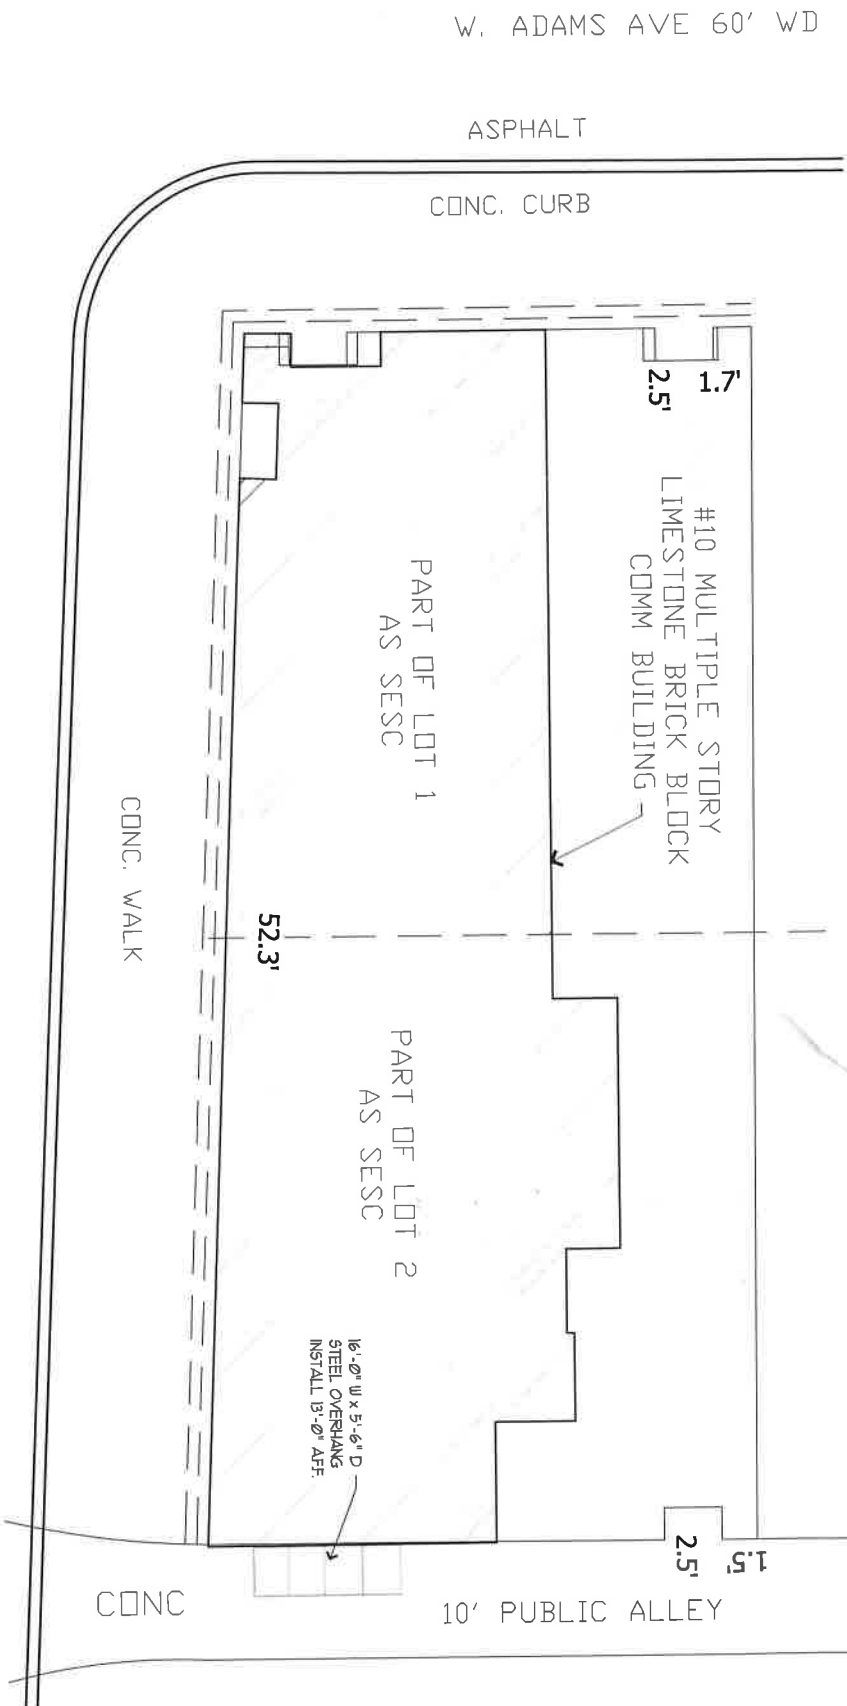 W. ADAMS AVE 60' WD
ASPHALT
CONC. CURB
1.7'
2.5'
#10 MULTIPLE STORY
LIMESTONE BRICK BLOCK
COMM BUILDING
PART OF LOT 1
AS SESC
CONC. WALK
52.3'
PART OF LOT 2
AS SESC
16'-0" W x 5'-6" D
STEEL OVERHANG
INSTALL 13'-0" A.F.F.
2.5'
1.5'
CONC
10' PUBLIC ALLEY